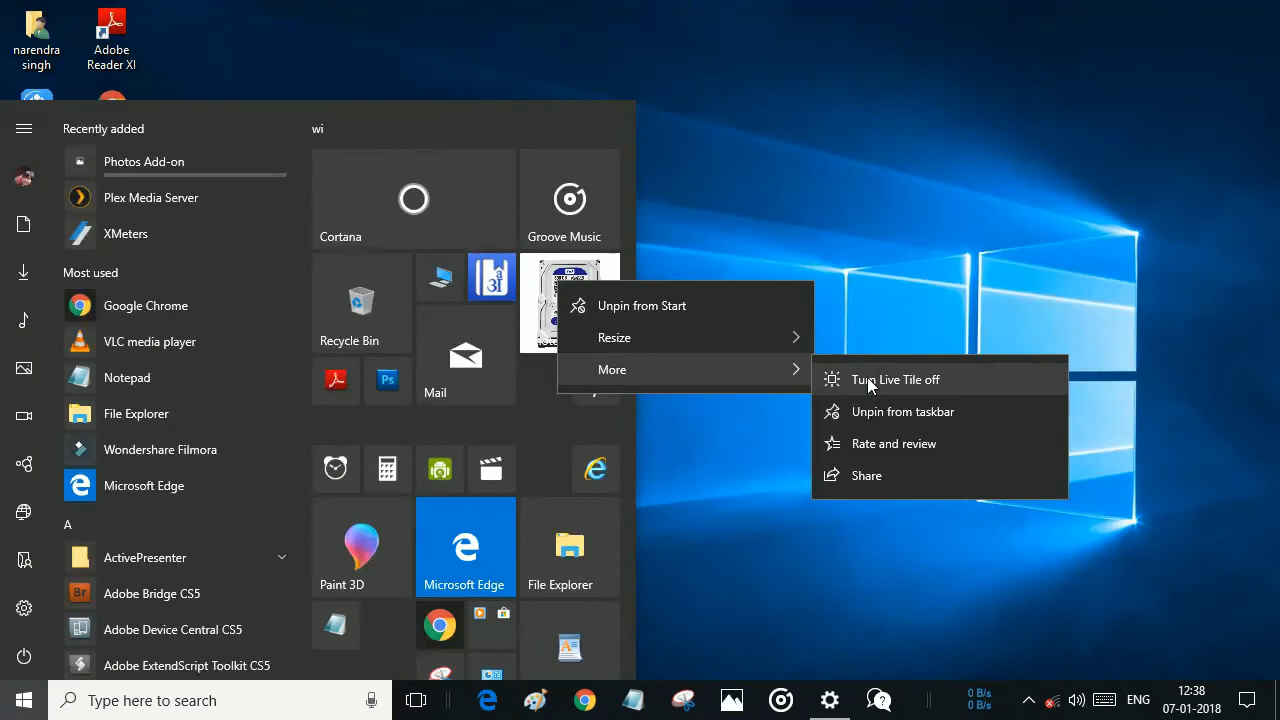 narendra
singh
Adobe
Reader XI
Recently added
Photos Add-on
Plex Media Server
XMeters
Most used
Google Chrome
VLC media player
Notepad
File Explorer
Wondershare Filmora
Microsoft Edge
A
ActivePresenter
Adobe Bridge CS5
Br
Adobe Device Central CS5
Adobe ExtendScript Toolkit CS5
wi
Cortana
Groove Music
Recycle Bin
Mail
Ps
Paint 3D
Microsoft Edge
File Explorer
Unpin from Start
Resize
More
Turn Live Tile off
Unpin from taskbar
Rate and review
Share
Type here to search
0 B/s
0 B/s
ENG
12:38
07-01-2018